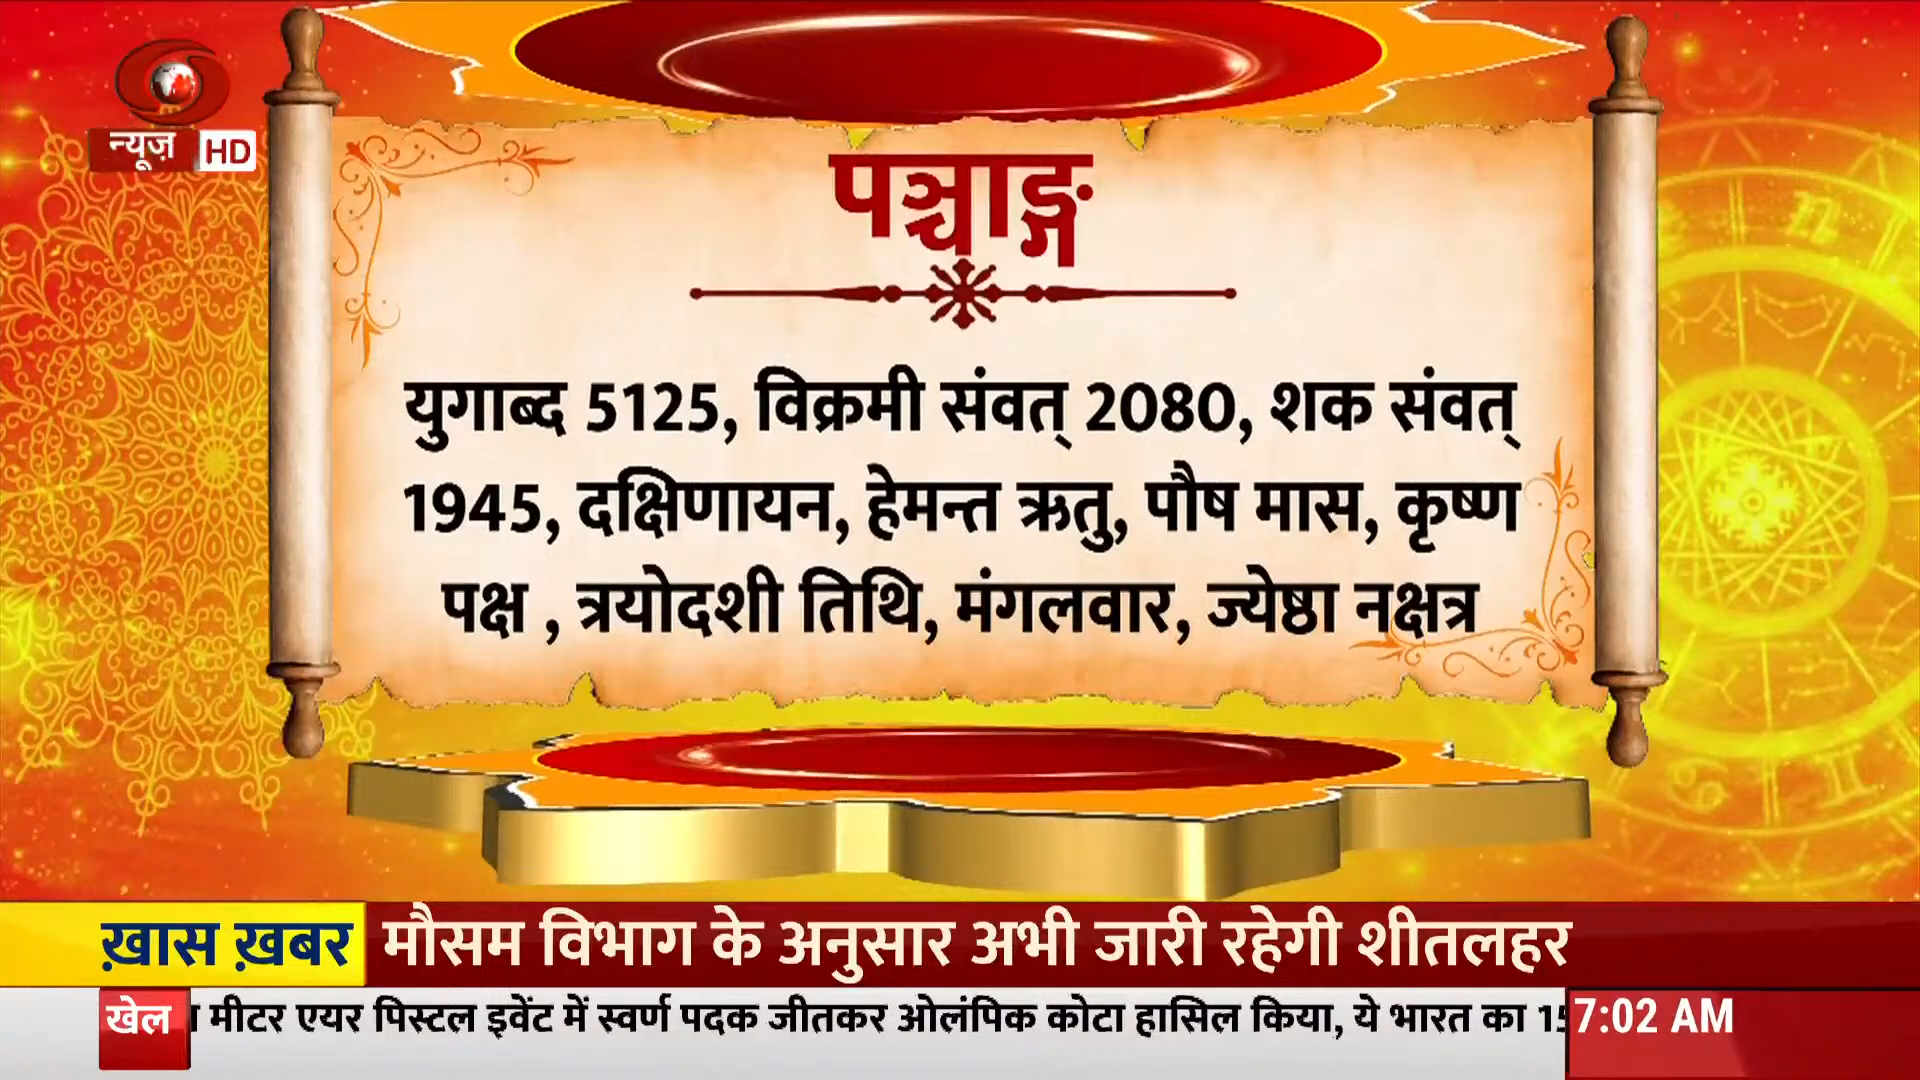 न्यूज़ HD
पञ्चाङ्ग
युगाब्द 5125, विक्रमी संवत् 2080, शक संवत्
1945, दक्षिणायन, हेमन्त ऋतु, पौष मास, कृष्ण
पक्ष , त्रयोदशी तिथि, मंगलवार, ज्येष्ठा नक्षत्र
ख़ास ख़बर मौसम विभाग के अनुसार अभी जारी रहेगी शीतलहर
खेल मीटर एयर पिस्टल इवेंट में स्वर्ण पदक जीतकर ओलंपिक कोटा हासिल किया, ये भारत का 7:02 AM